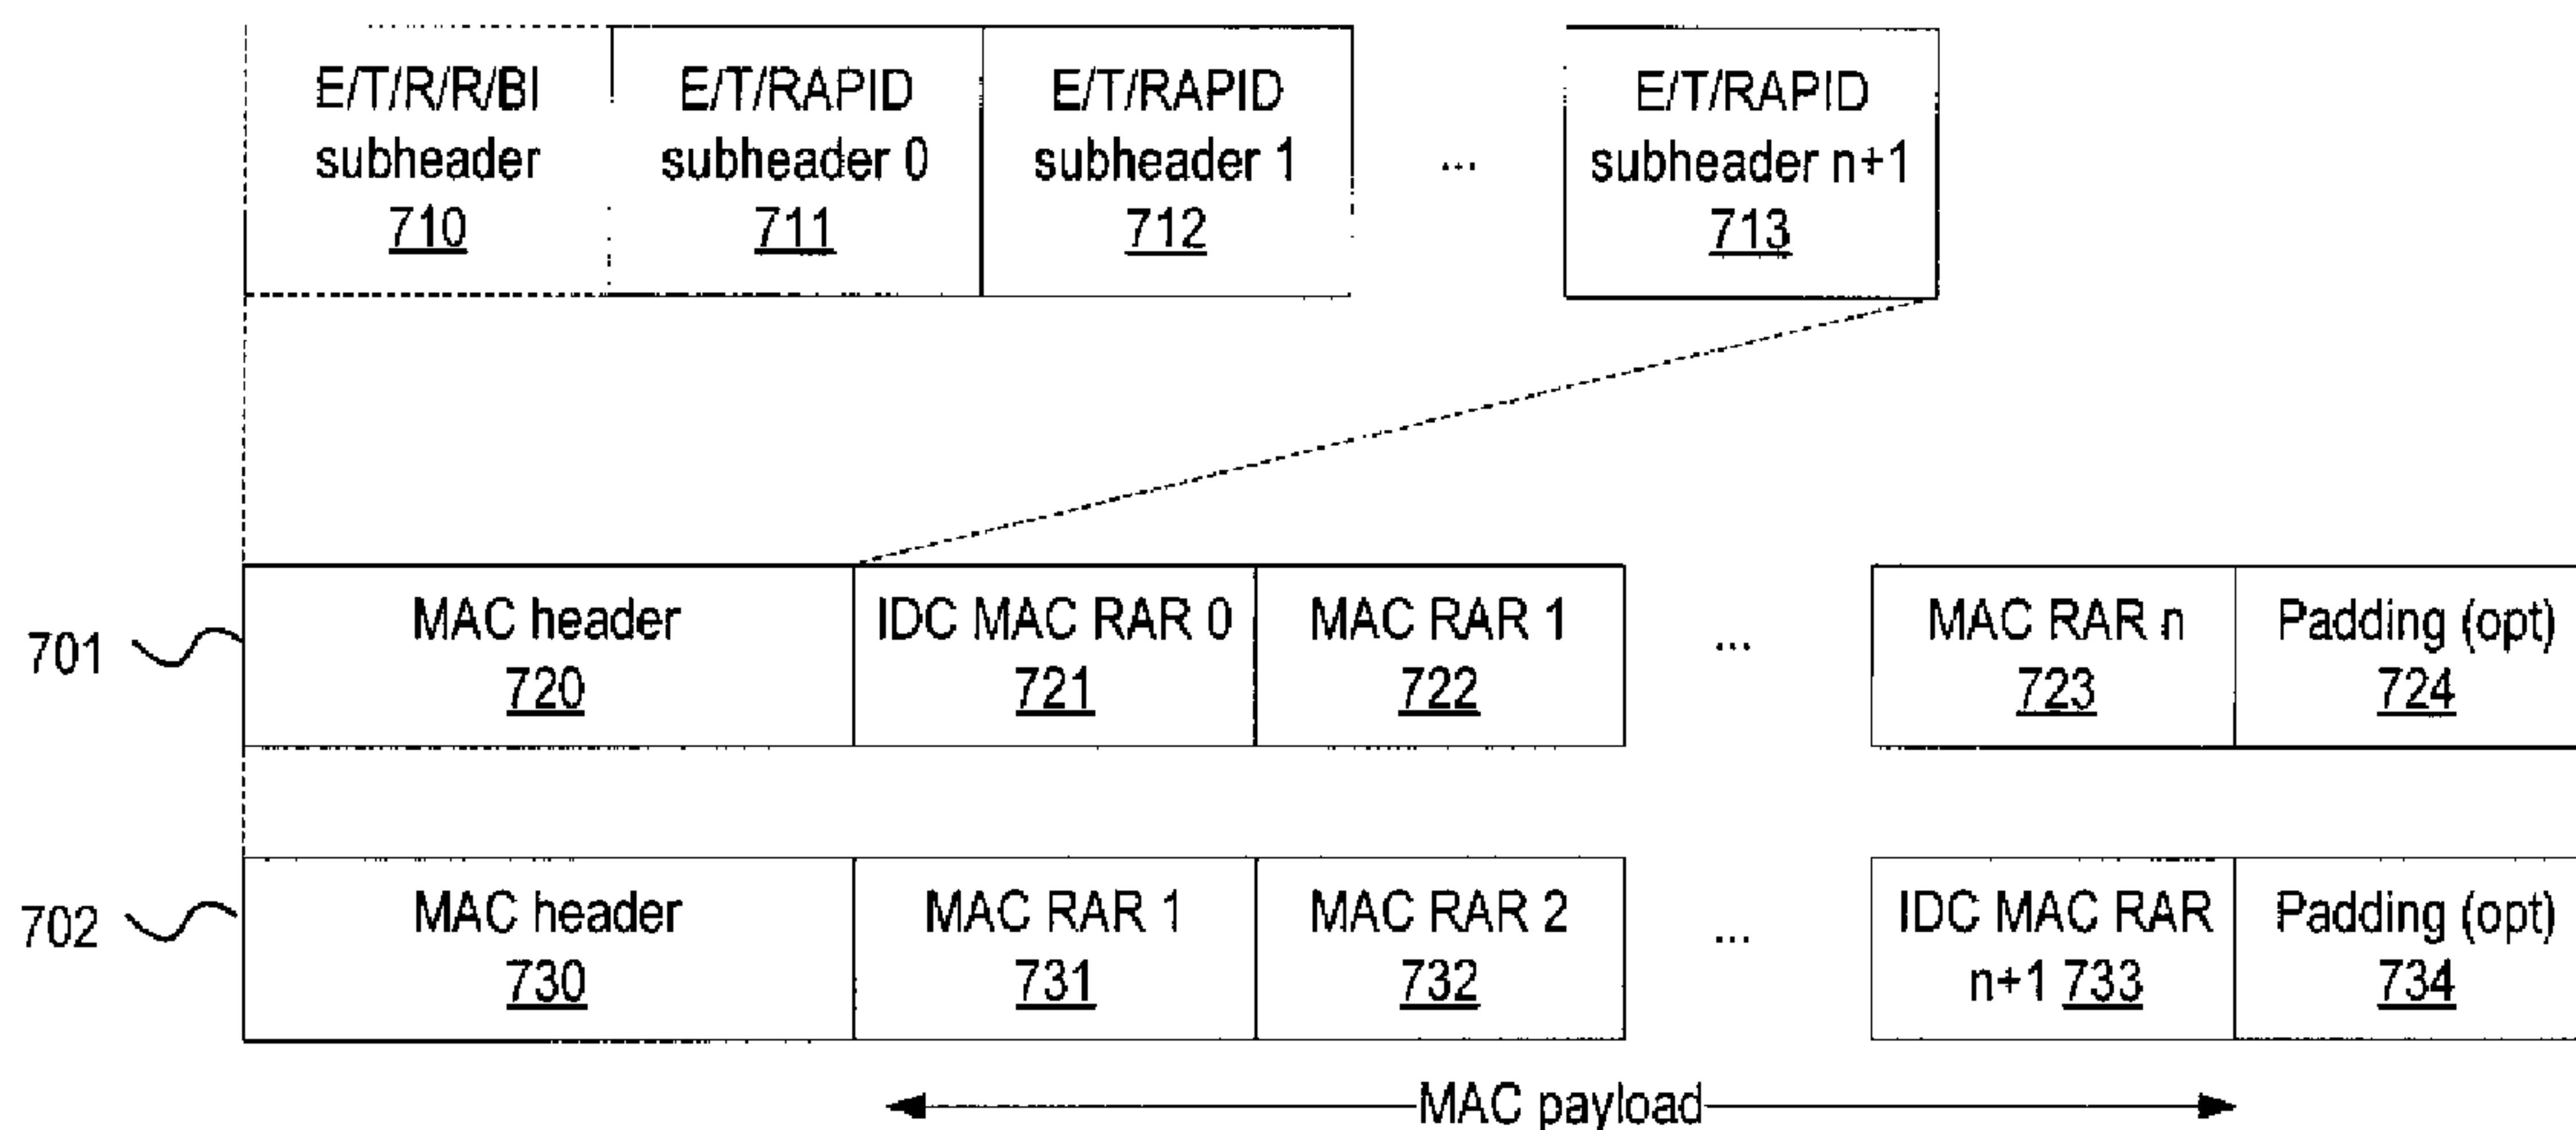 E/T/R/R/BI
subheader
710
E/T/RAPID
subheader 0
711
E/T/RAPID
subheader 1
712
...
E/T/RAPID
subheader n+1
713
701
MAC header
720
IDC MAC RAR 0
721
MAC RAR 1
722
...
MAC RAR n
723
Padding (opt)
724
702
MAC header
730
MAC RAR 1
731
MAC RAR 2
732
...
IDC MAC RAR
n+1 733
Padding (opt)
734
MAC payload